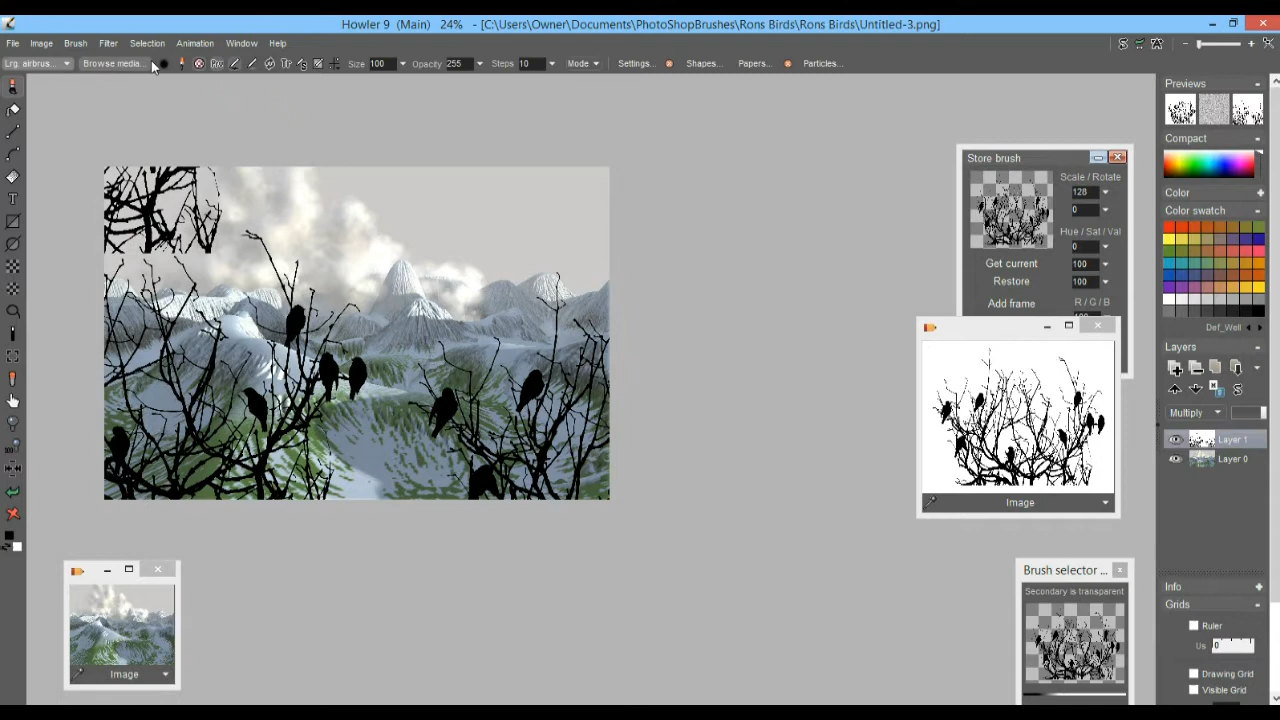 Howler 9 (Main) 24% - [C:\Users\Owner\Documents\PhotoShopBrushes\Rons Birds\Rons Birds\Untitled-3.png]
File Image Brush Filter Selection Animation Window Help
Lrg. airbrus... Browse media... Size 100 Opacity 255 Steps 10 Mode Settings... Shapes... Papers... Particles...
Previews
Compact
Color
Color swatch
Def_Well
Layers
Multiply
Layer 1
Layer 0
Info
Grids
Ruler
Us 0
Drawing Grid
Visible Grid
Store brush
Scale / Rotate
128
0
Hue / Sat / Val
0
Get current 100
Restore 100
Add frame R / G / B
Image
Brush selector ...
Secondary is transparent
Image